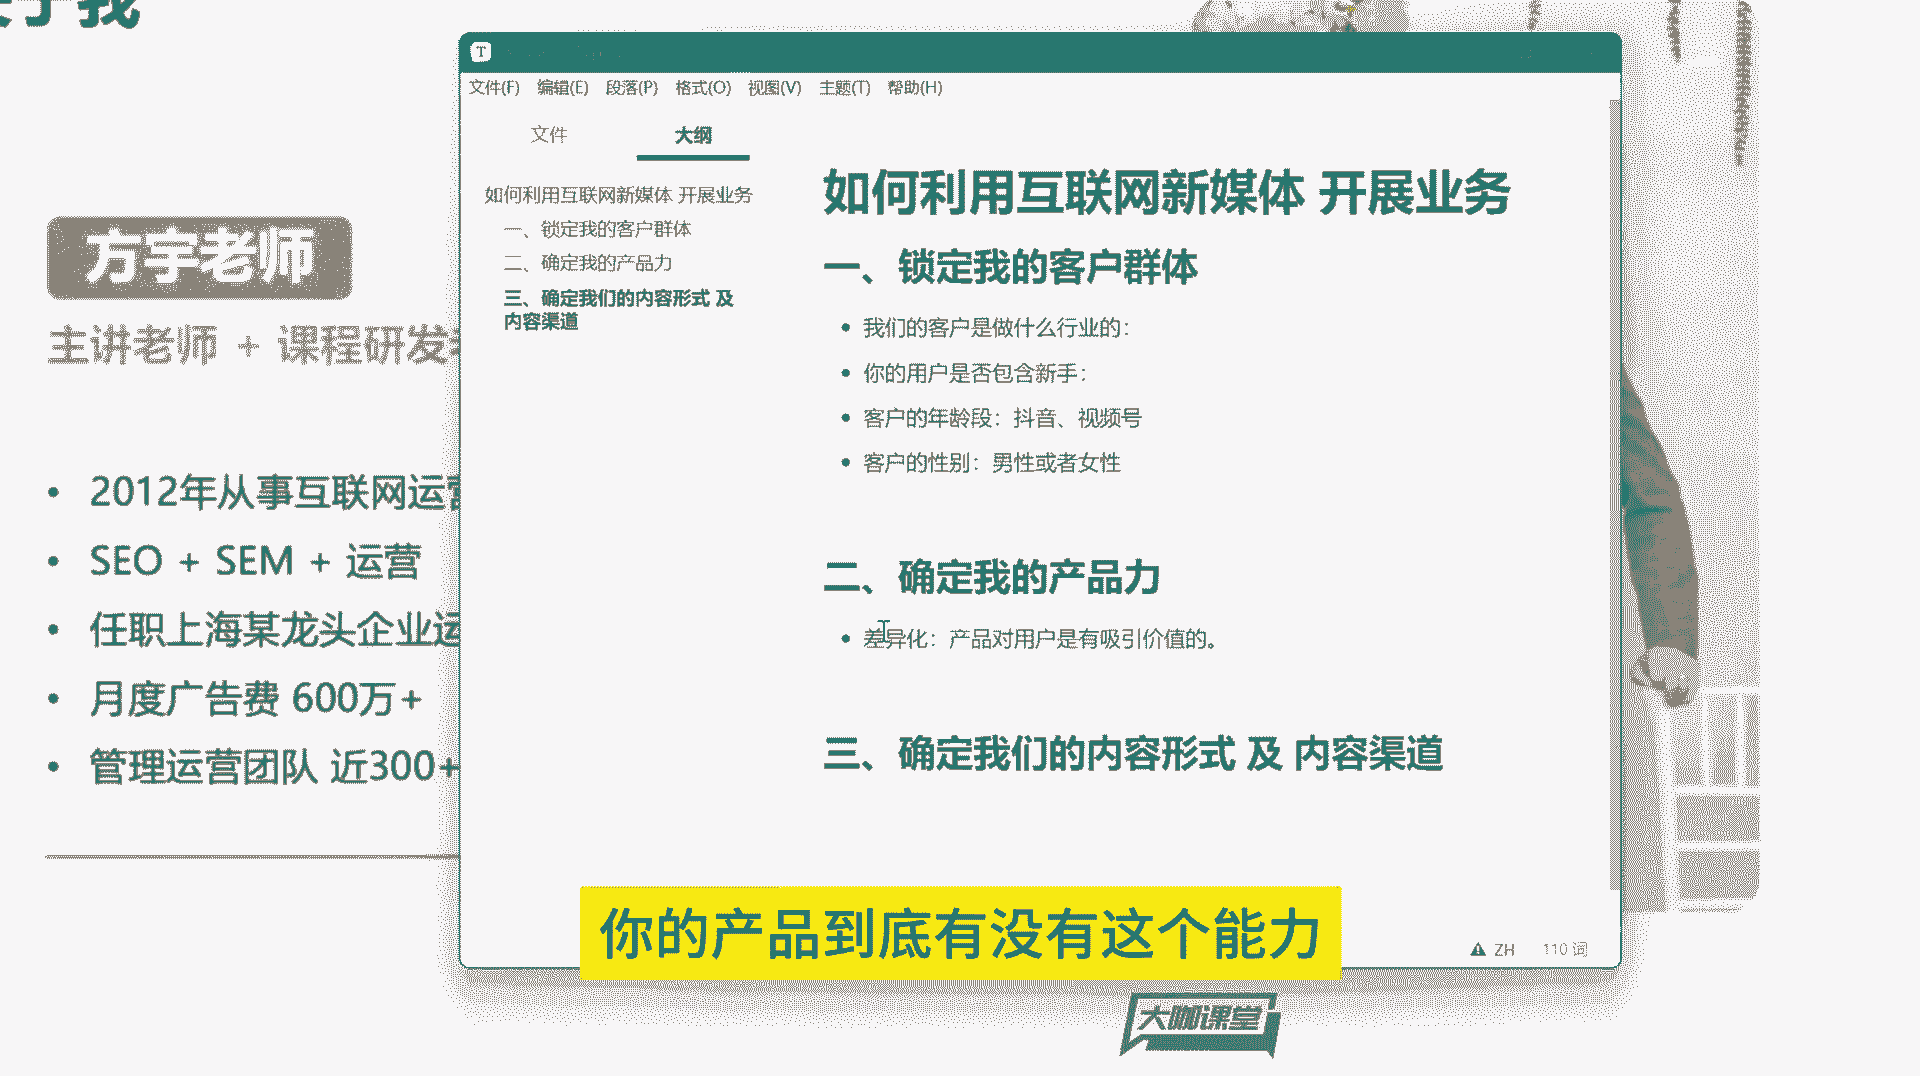 于我
方宇老师
主讲老师 + 课程研发
2012年从事互联网运营
SEO + SEM + 运营
任职上海某龙头企业运
月度广告费 600万+
管理运营团队 近300+
T
文件(F) 编辑(E) 段落(P) 格式(O) 视图(V) 主题(T) 帮助(H)
文件 大纲
如何利用互联网新媒体 开展业务
一、锁定我的客户群体
二、确定我的产品力
三、确定我们的内容形式 及
内容渠道
如何利用互联网新媒体 开展业务
一、锁定我的客户群体
我们的客户是做什么行业的：
你的用户是否包含新手：
客户的年龄段：抖音、视频号
客户的性别：男性或者女性
二、确定我的产品力
差异化：产品对用户是有吸引价值的。
三、确定我们的内容形式 及 内容渠道
ZH 110 词
你的产品到底有没有这个能力
大咖课堂